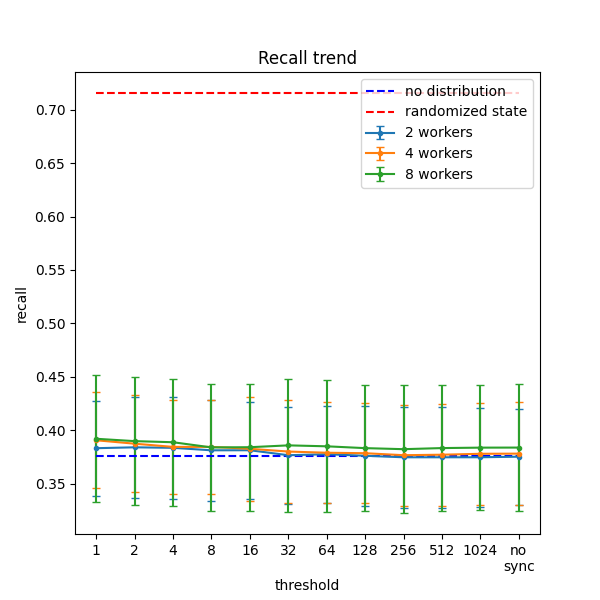 Recall trend
no distribution
randomized state
2 workers
4 workers
8 workers
recall
0.70
0.65
0.60
0.55
0.50
0.45
0.40
0.35
1 2 4 8 16 32 64 128 256 512 1024 no
sync
threshold